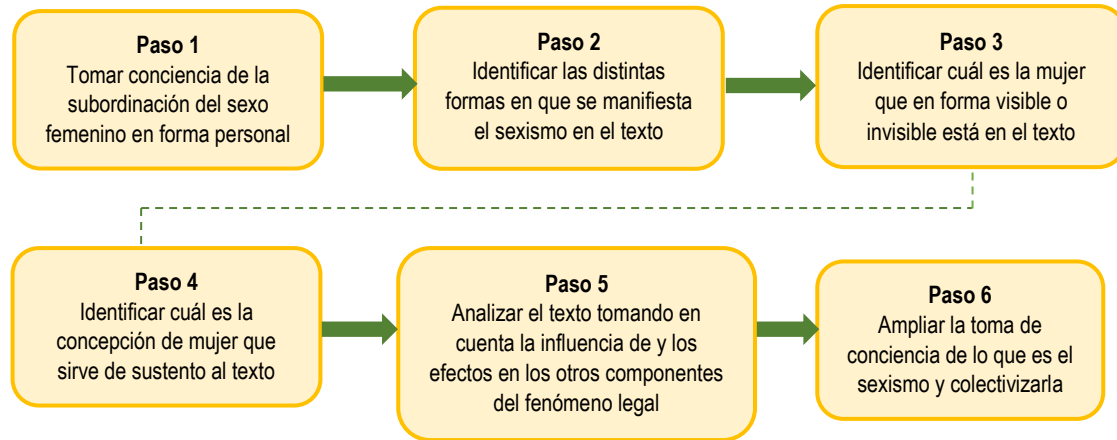 Paso 1
Tomar conciencia de la
subordinación del sexo
femenino en forma personal
Paso 2
Identificar las distintas
formas en que se manifiesta
el sexismo en el texto
Paso 3
Identificar cuál es la mujer
que en forma visible o
invisible está en el texto
Paso 4
Identificar cuál es la
concepción de mujer que
sirve de sustento al texto
Paso 5
Analizar el texto tomando en
cuenta la influencia de y los
efectos en los otros componentes
del fenómeno legal
Paso 6
Ampliar la toma de
conciencia de lo que es el
sexismo y colectivizarla